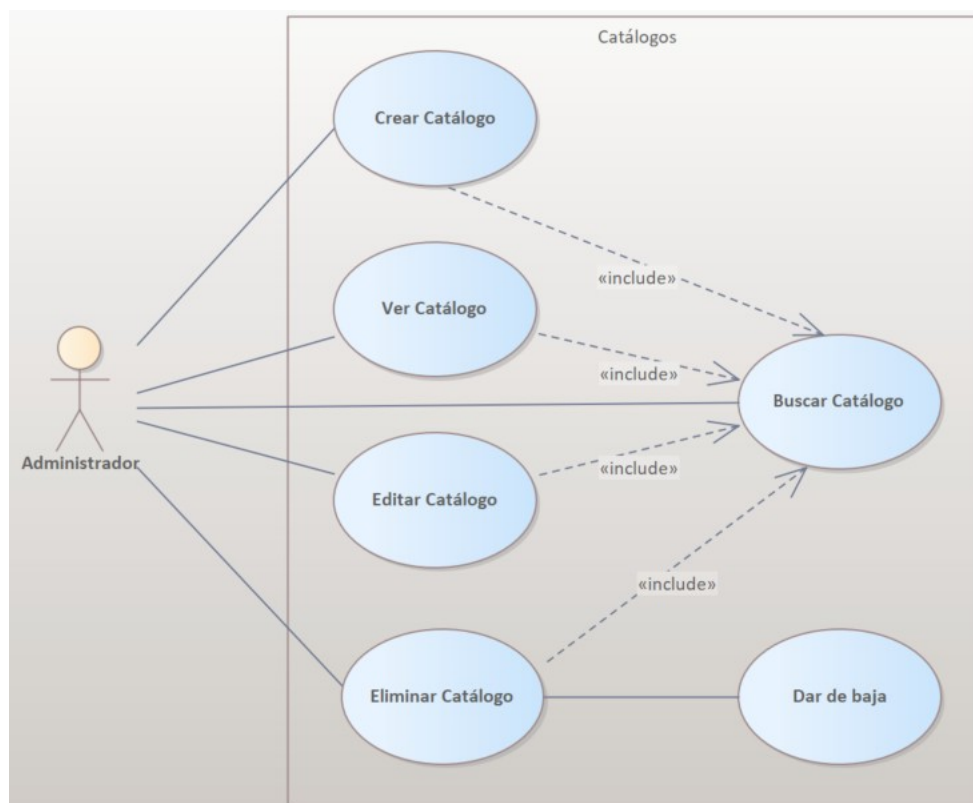 Catálogos
Crear Catálogo
«include»
Ver Catálogo
«include»
Buscar Catálogo
Administrador
Editar Catálogo
«include»
«include»
Eliminar Catálogo
Dar de baja